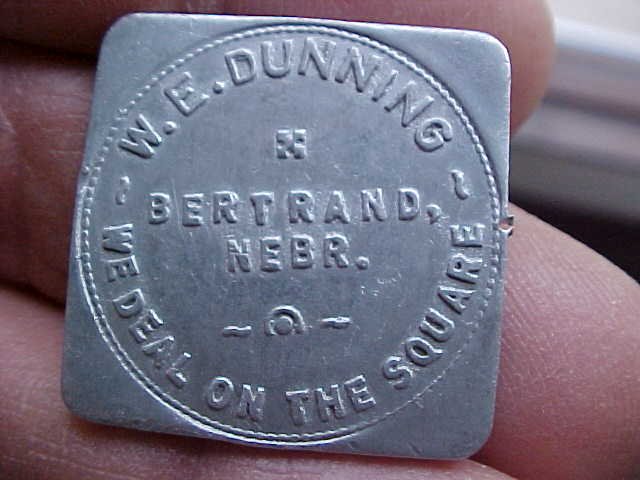 W. E. DUNNING
BERTRAND,
NEBR.
WE DEAL ON THE SQUARE